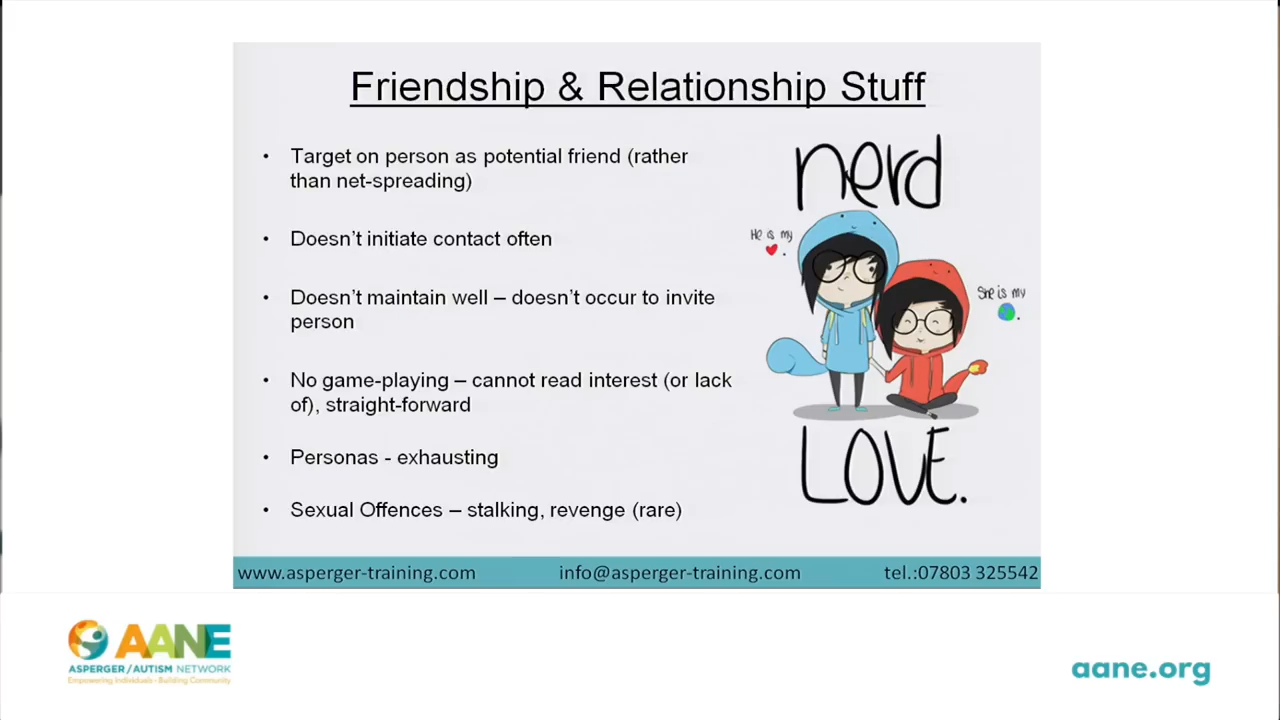 Friendship & Relationship Stuff
• Target on person as potential friend (rather
than net-spreading)
• Doesn’t initiate contact often
• Doesn’t maintain well – doesn’t occur to invite
person
• No game-playing – cannot read interest (or lack
of), straight-forward
• Personas - exhausting
• Sexual Offences – stalking, revenge (rare)
nerd
He is my
She is my
LOVE.
www.asperger-training.com
info@asperger-training.com
tel.:07803 325542
AANE
ASPERGER/AUTISM NETWORK
Empowering Individuals - Building Community
aane.org